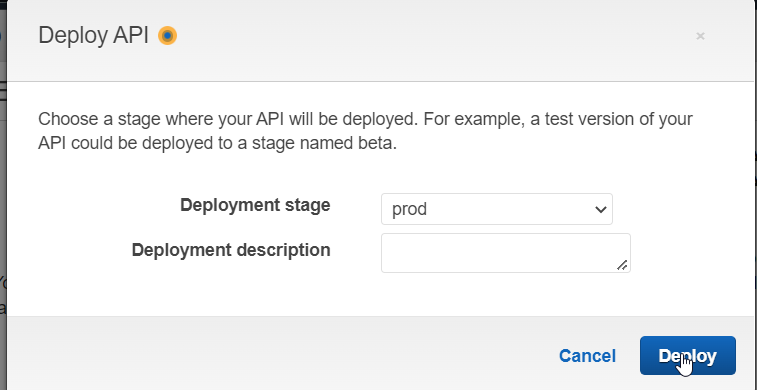 Deploy API
×
Choose a stage where your API will be deployed. For example, a test version of your
API could be deployed to a stage named beta.
Deployment stage prod
Deployment description
Cancel Deploy